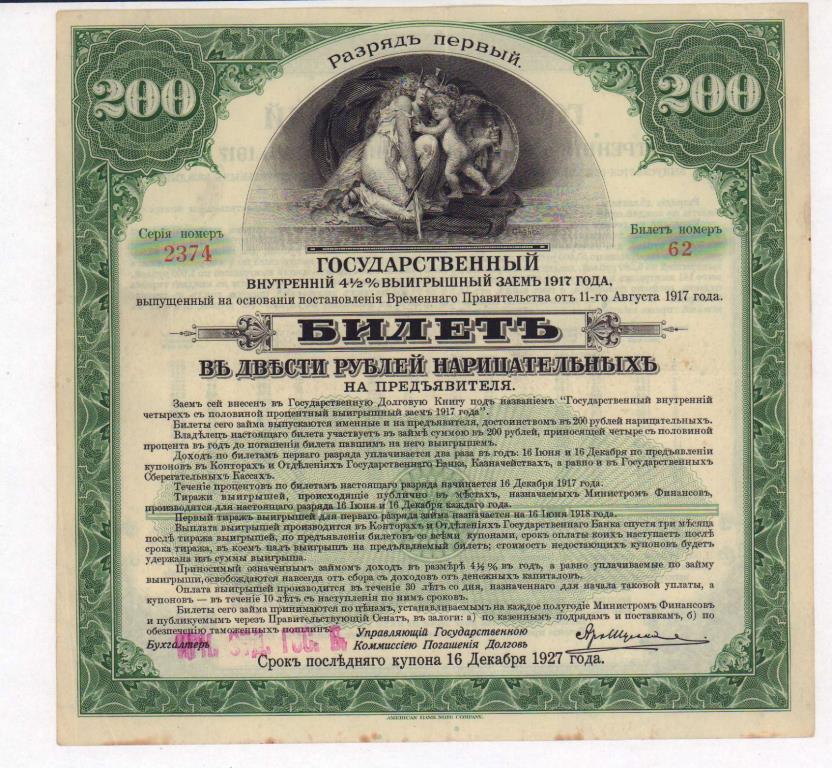 Разрядъ первый.
200
200
Серія номеръ
2374
Билетъ номеръ
62
ГОСУДАРСТВЕННЫЙ
ВНУТРЕННІЙ 4½% ВЫИГРЫШНЫЙ ЗАЕМЪ 1917 ГОДА,
выпущенный на основаніи постановленія Временнаго Правительства отъ 11-го Августа 1917 года.
БИЛЕТЪ
ВЪ ДВѢСТИ РУБЛЕЙ НАРИЦАТЕЛЬНЫХЪ
НА ПРЕДЪЯВИТЕЛЯ.
Заемъ сей внесенъ въ Государственную Долговую Книгу подъ названіемъ "Государственный внутренній
четырехъ съ половиной процентный выигрышный заемъ 1917 года".
Билеты сего займа выпускаются именные и на предъявителя, достоинствомъ въ 200 рублей нарицательныхъ.
Владѣлецъ настоящаго билета участвуетъ въ займѣ суммою въ 200 рублей, приносящей четыре съ половиной
процента въ годъ до погашенія билета павшимъ на него выигрышемъ.
Доходъ по билетамъ перваго разряда уплачивается два раза въ годъ: 16 Іюня и 16 Декабря по предъявленіи
купоновъ въ Конторахъ и Отдѣленіяхъ Государственнаго Банка, Казначействахъ, а равно и въ Государственныхъ
Сберегательныхъ Кассахъ.
Теченіе процентовъ по билетамъ настоящаго разряда начинается 16 Декабря 1917 года.
Тиражи выигрышей, происходящіе публично въ мѣстахъ, назначаемыхъ Министромъ Финансовъ,
производятся для настоящаго разряда 16 Іюня и 16 Декабря каждаго года.
Первый тиражъ выигрышей для перваго разряда займа назначается на 16 Іюня 1918 года.
Выплата выигрышей производится въ Конторахъ и Отдѣленіяхъ Государственнаго Банка спустя три мѣсяца
послѣ тиража выигрышей, по предъявленіи билетовъ со всѣми купонами, срокъ оплаты коихъ наступаетъ послѣ
срока тиража, въ коемъ палъ выигрышъ на предъявляемый билетъ; стоимость недостающихъ купоновъ будетъ
удержана изъ суммы выигрыша.
Приносимый означеннымъ займомъ доходъ въ размѣрѣ 4½% въ годъ, а равно уплачиваемые по займу
выигрыши, освобождаются навсегда отъ сбора съ доходовъ отъ денежныхъ капиталовъ.
Оплата выигрышей производится въ теченіе 30 лѣтъ со дня, назначеннаго для начала таковой уплаты, а
купоновъ — въ теченіе 10 лѣтъ съ наступленія по нимъ сроковъ.
Билеты сего займа принимаются по цѣнамъ, устанавливаемымъ на каждое полугодіе Министромъ Финансовъ
и публикуемымъ черезъ Правительствующій Сенатъ, въ залоги: а) по казеннымъ подрядамъ и поставкамъ, б) по
обезпеченію таможенныхъ пошлинъ.
Бухгалтеръ
ИРК. ОТД. ГОС. Б.
Управляющій Государственною
Коммиссіею Погашенія Долговъ
Срокъ послѣдняго купона 16 Декабря 1927 года.
AMERICAN BANK NOTE COMPANY.